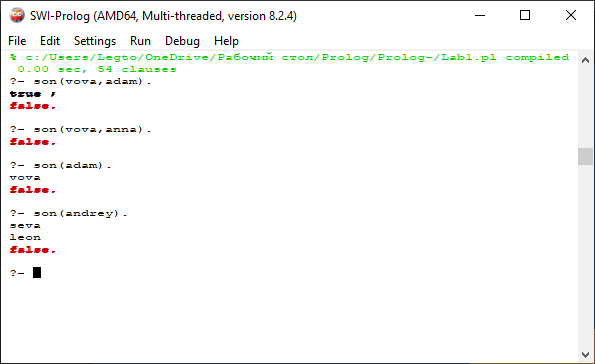 SWI-Prolog (AMD64, Multi-threaded, version 8.2.4)
File Edit Settings Run Debug Help
% c:/Users/Legto/OneDrive/Рабочий стол/Prolog/Prolog-/Lab1.pl compiled
0.00 sec, 54 clauses
?- son(vova,adam).
true ;
false.
?- son(vova,anna).
false.
?- son(adam).
vova
false.
?- son(andrey).
seva
leon
false.
?-